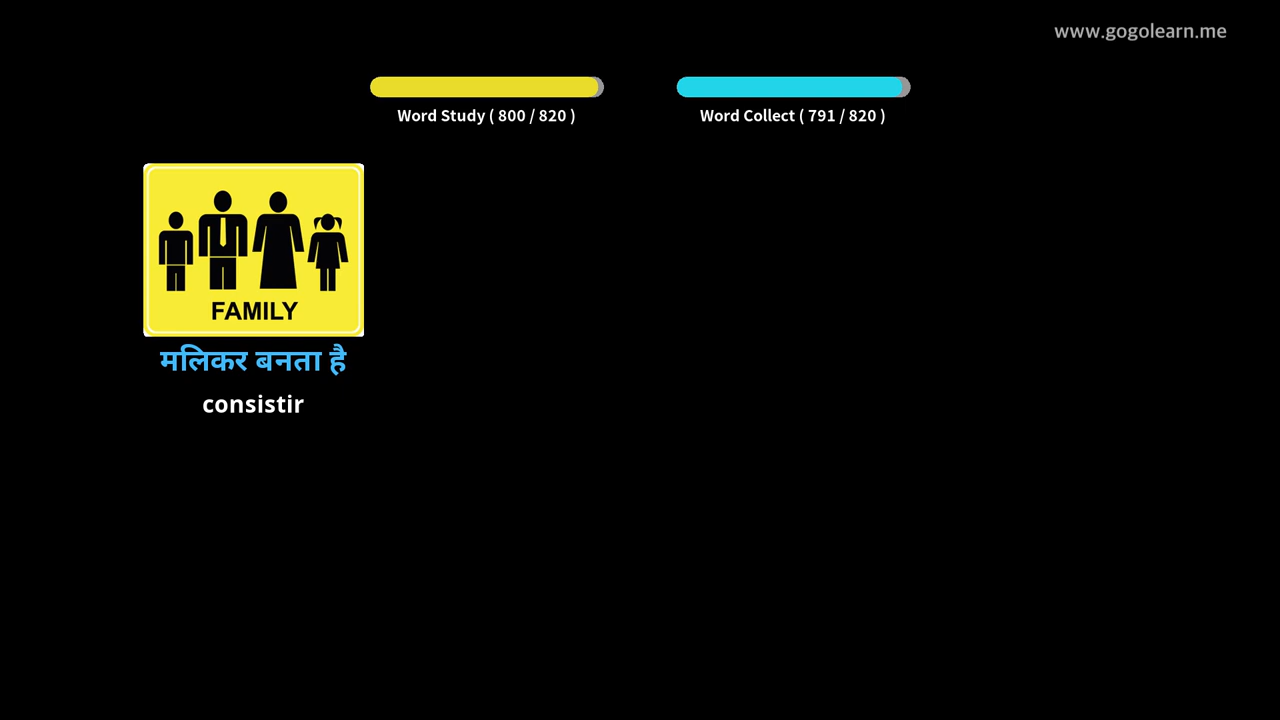 www.gogolearn.me
Word Study ( 800 / 820 )
Word Collect ( 791 / 820 )
FAMILY
मलिकर बनता है
consistir